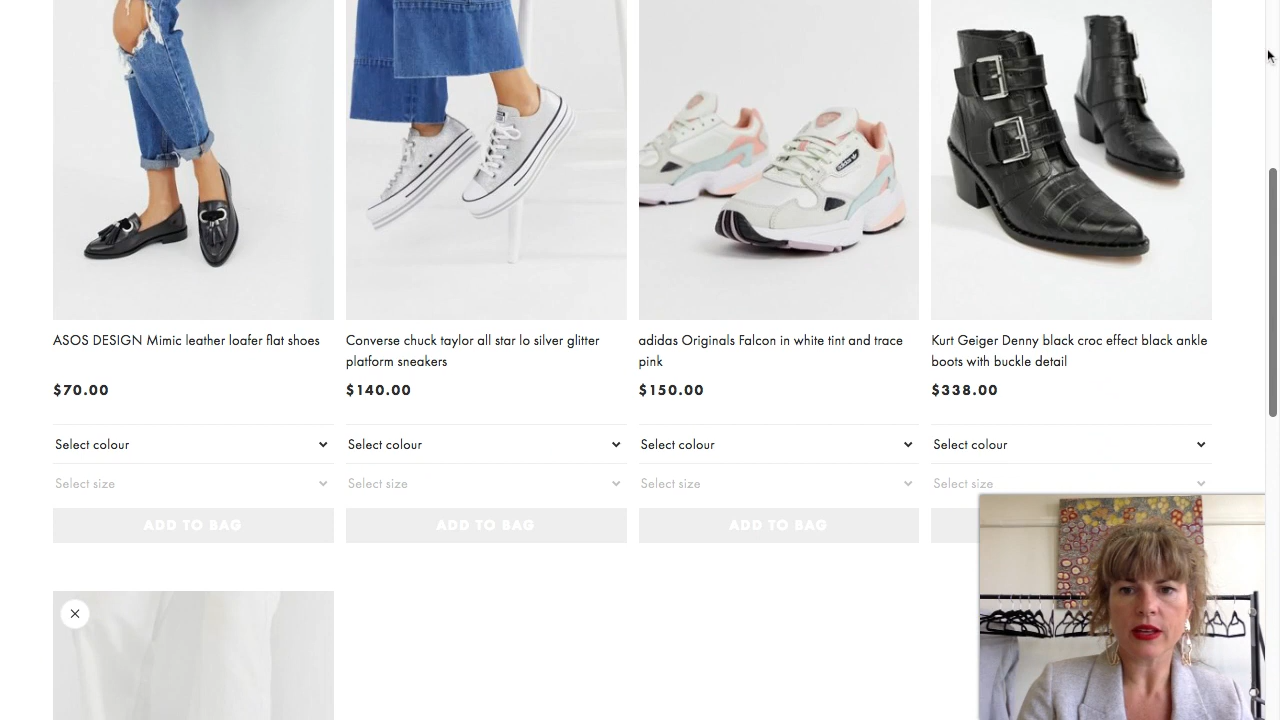 ASOS DESIGN Mimic leather loafer flat shoes
$70.00
Select colour
Select size
ADD TO BAG
Converse chuck taylor all star lo silver glitter
platform sneakers
$140.00
Select colour
Select size
ADD TO BAG
adidas Originals Falcon in white tint and trace
pink
$150.00
Select colour
Select size
ADD TO BAG
Kurt Geiger Denny black croc effect black ankle
boots with buckle detail
$338.00
Select colour
Select size